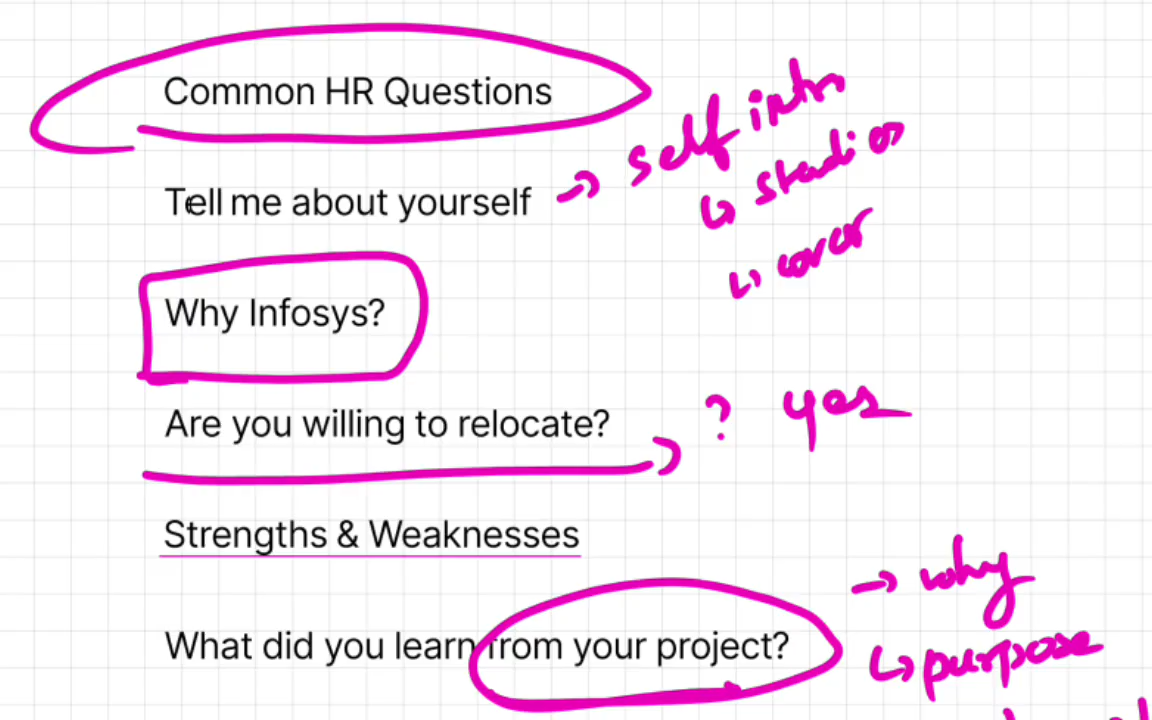 Common HR Questions
self intro
Tell me about yourself →
↳ studies
↳ cover
Why Infosys?
Are you willing to relocate? → ? yes
Strengths & Weaknesses
→ why
What did you learn from your project?
↳ purpose